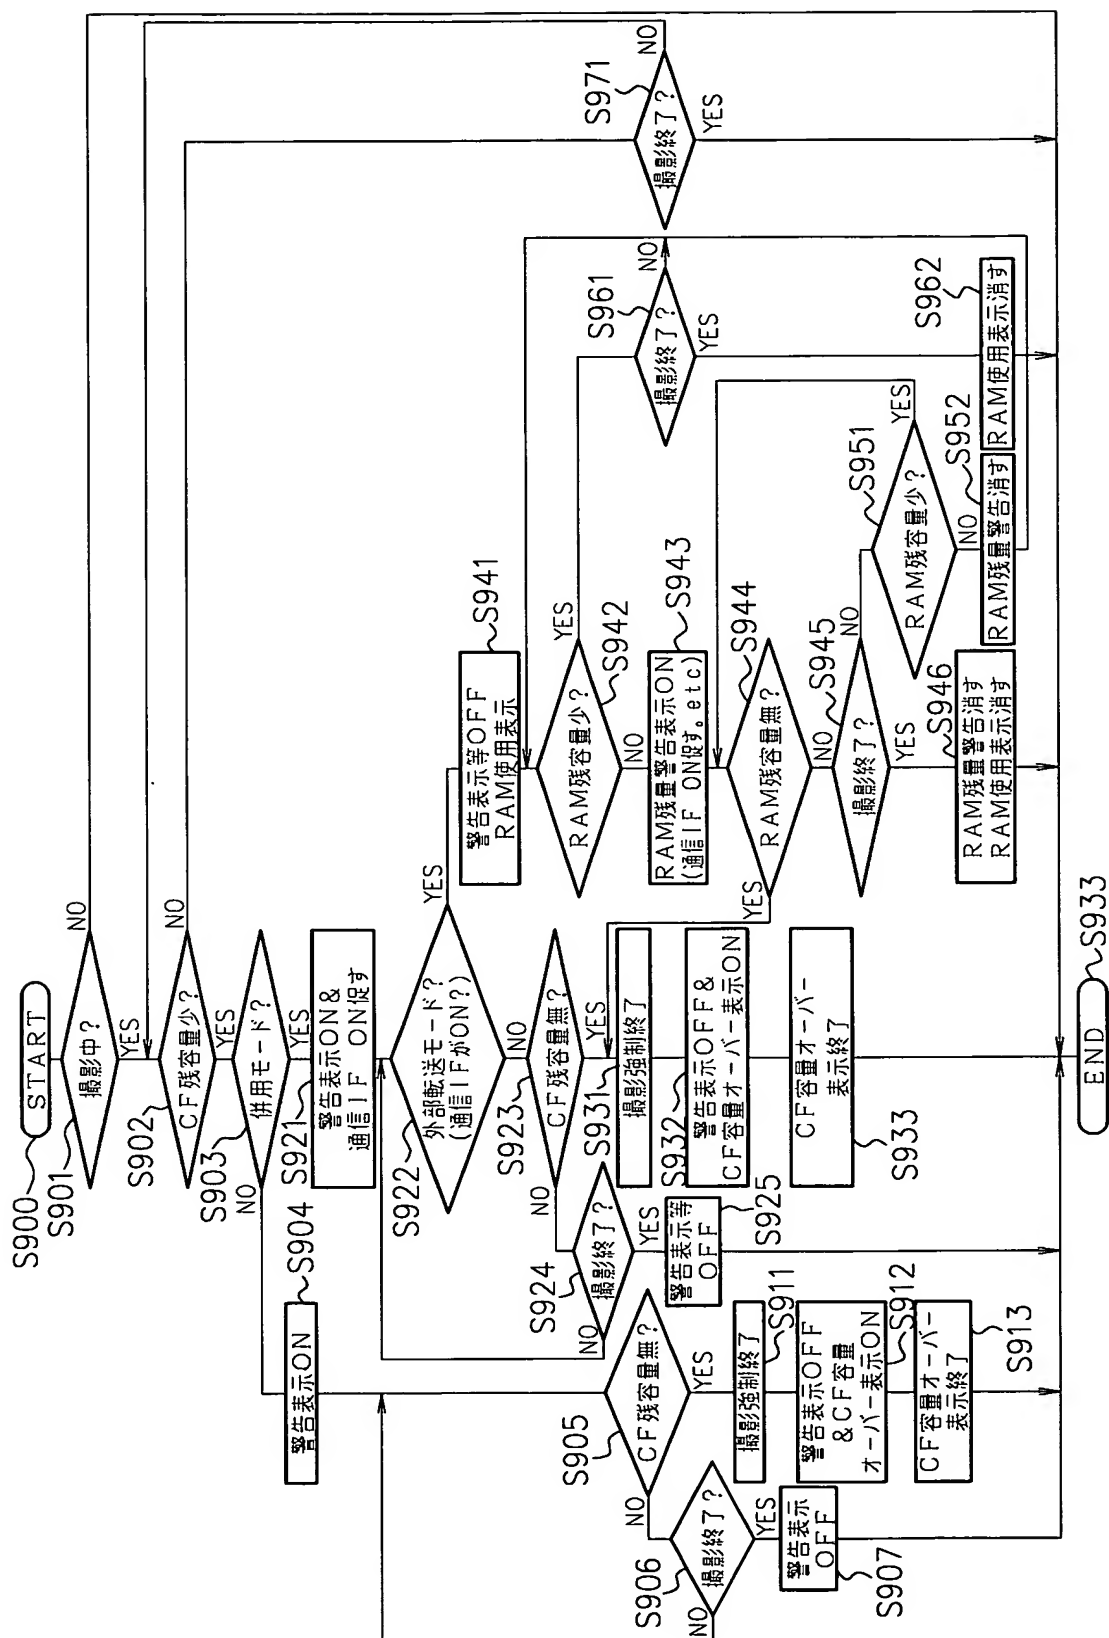 START
S900
撮影中?
S901
NO
YES
CF残容量少?
S902
NO
YES
併用モード?
S903
NO
YES
警告表示ON
S904
CF残容量無?
S905
NO
YES
撮影終了?
S906
NO
YES
警告表示
OFF
S907
撮影強制終了
S911
警告表示OFF
&CF容量
オーバー表示ON
S912
CF容量オーバー
表示終了
S913
警告表示ON&
通信IF ON促す
S921
外部転送モード?
(通信IFがON?)
S922
YES
NO
CF残容量無?
S923
NO
YES
撮影終了?
S924
NO
YES
警告表示等
OFF
S925
撮影強制終了
S931
警告表示OFF&
CF容量オーバー表示ON
S932
CF容量オーバー
表示終了
S933
警告表示等OFF
RAM使用表示
S941
RAM残容量少?
S942
YES
NO
RAM残量警告表示ON
(通信IF ON促す。etc)
S943
RAM残容量無?
S944
YES
NO
撮影終了?
S945
NO
YES
RAM残量警告消す
RAM使用表示消す
S946
RAM残容量少?
S951
YES
NO
RAM残量警告消す
S952
撮影終了?
S961
NO
YES
RAM使用表示消す
S962
撮影終了?
S971
NO
YES
END
S933